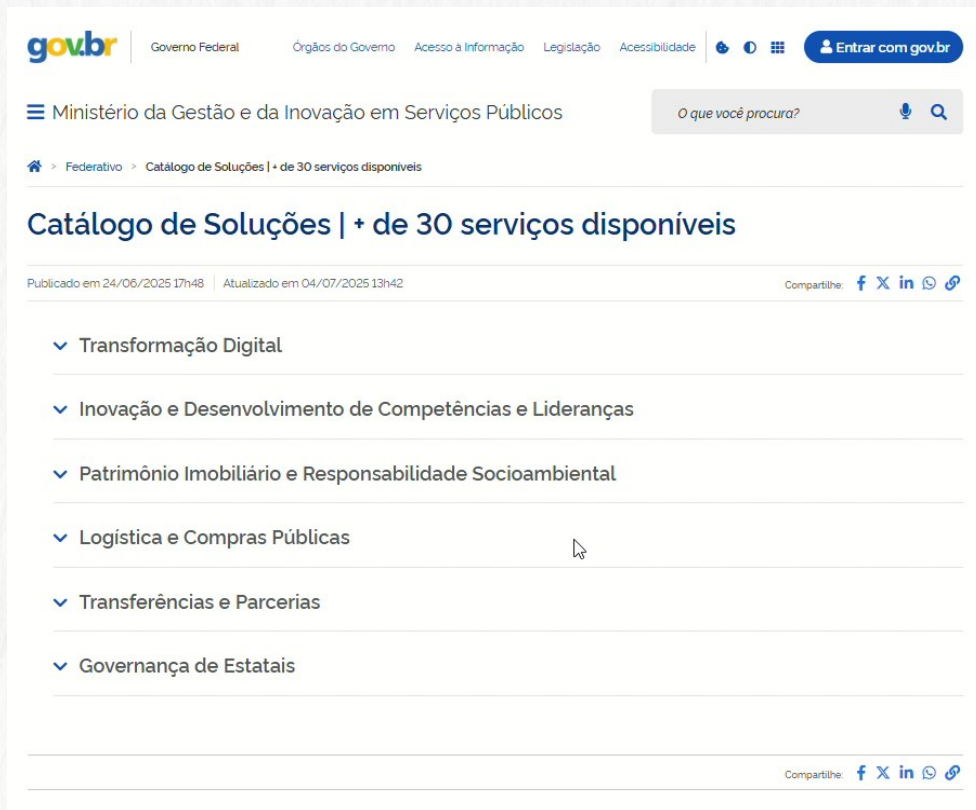 gov.br
Governo Federal
Órgãos do Governo Acesso à Informação Legislação Acessibilidade
Entrar com gov.br
Ministério da Gestão e da Inovação em Serviços Públicos
O que você procura?
Federativo > Catálogo de Soluções | + de 30 serviços disponíveis
Catálogo de Soluções | + de 30 serviços disponíveis
Publicado em 24/06/2025 17h48 Atualizado em 04/07/2025 13h42
Compartilhe:
Transformação Digital
Inovação e Desenvolvimento de Competências e Lideranças
Patrimônio Imobiliário e Responsabilidade Socioambiental
Logística e Compras Públicas
Transferências e Parcerias
Governança de Estatais
Compartilhe: